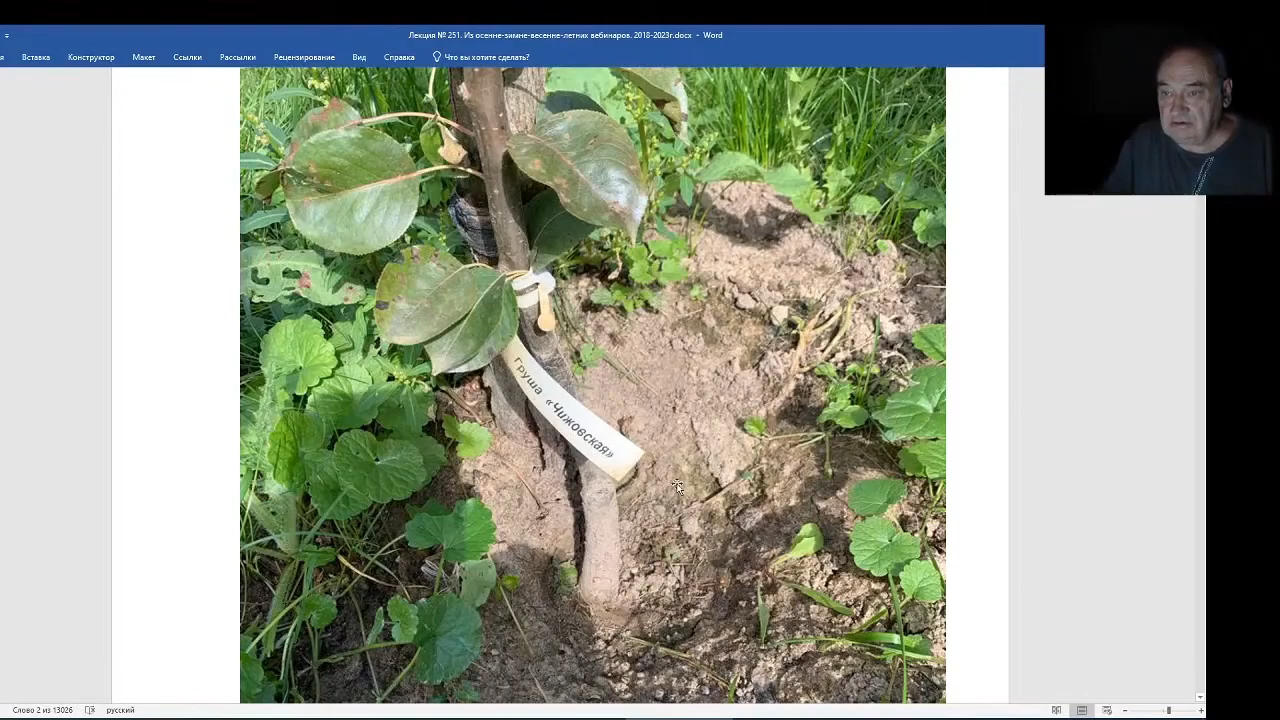 Лекция № 251. Из осенне-зимне-весенне-летних вебинаров. 2018-2023г.docx - Word
я Вставка Конструктор Макет Ссылки Рассылки Рецензирование Вид Справка Что вы хотите сделать?
груша «Чижовская»
Слово 2 из 13026 русский